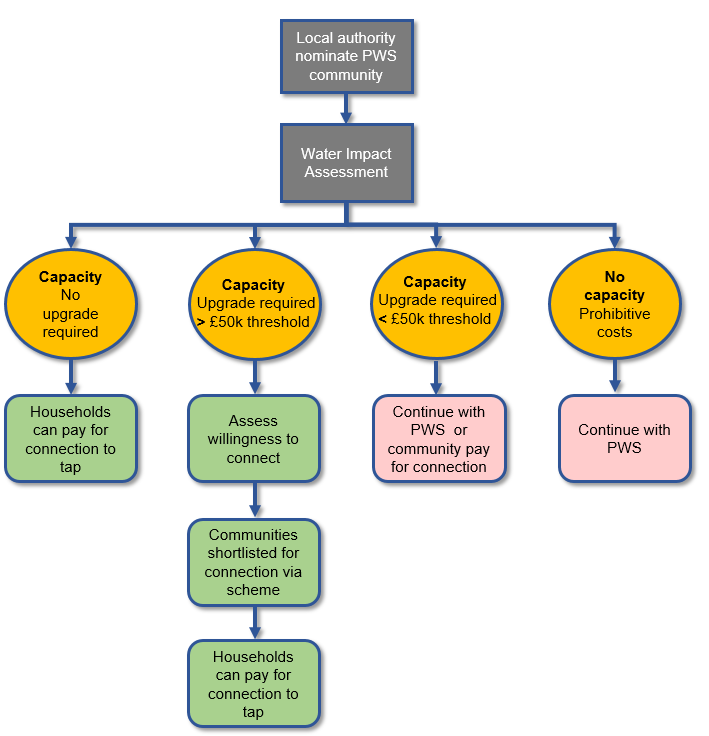 Local authority
nominate PWS
community
Water Impact
Assessment
Capacity
No
upgrade
required
Capacity
Upgrade required
> £50k threshold
Capacity
Upgrade required
< £50k threshold
No
capacity
Prohibitive
costs
Households
can pay for
connection to
tap
Assess
willingness to
connect
Continue with
PWS or
community pay
for connection
Continue with
PWS
Communities
shortlisted for
connection via
scheme
Households
can pay for
connection to
tap